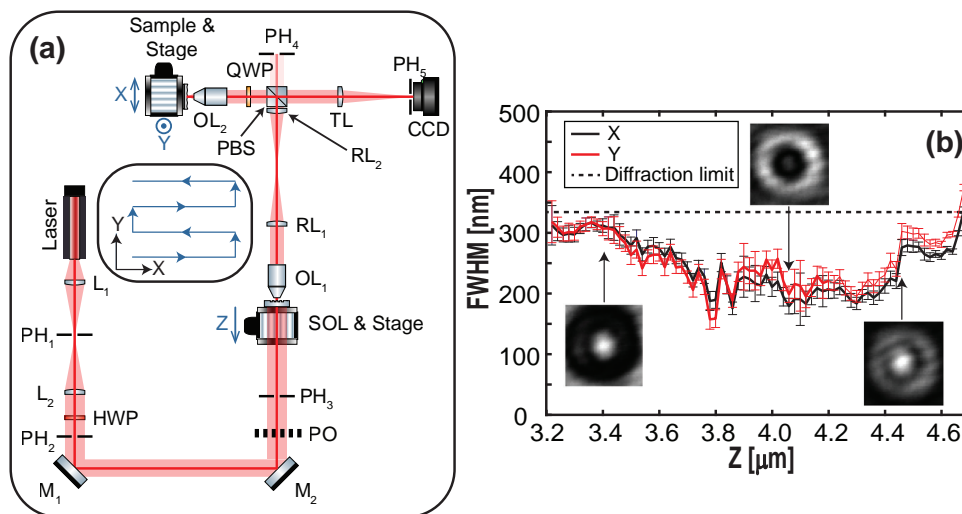 (a)
Sample &
Stage
PH4
QWP
PH5
X
Y
OL2
PBS
TL
CCD
RL2
Laser
Y
X
L1
RL1
OL1
PH1
Z
SOL & Stage
L2
HWP
PH3
PH2
PO
M1
M2
(b)
X
Y
Diffraction limit
FWHM [nm]
500
400
300
200
100
0
3.2 3.4 3.6 3.8 4.0 4.2 4.4 4.6
Z [μm]